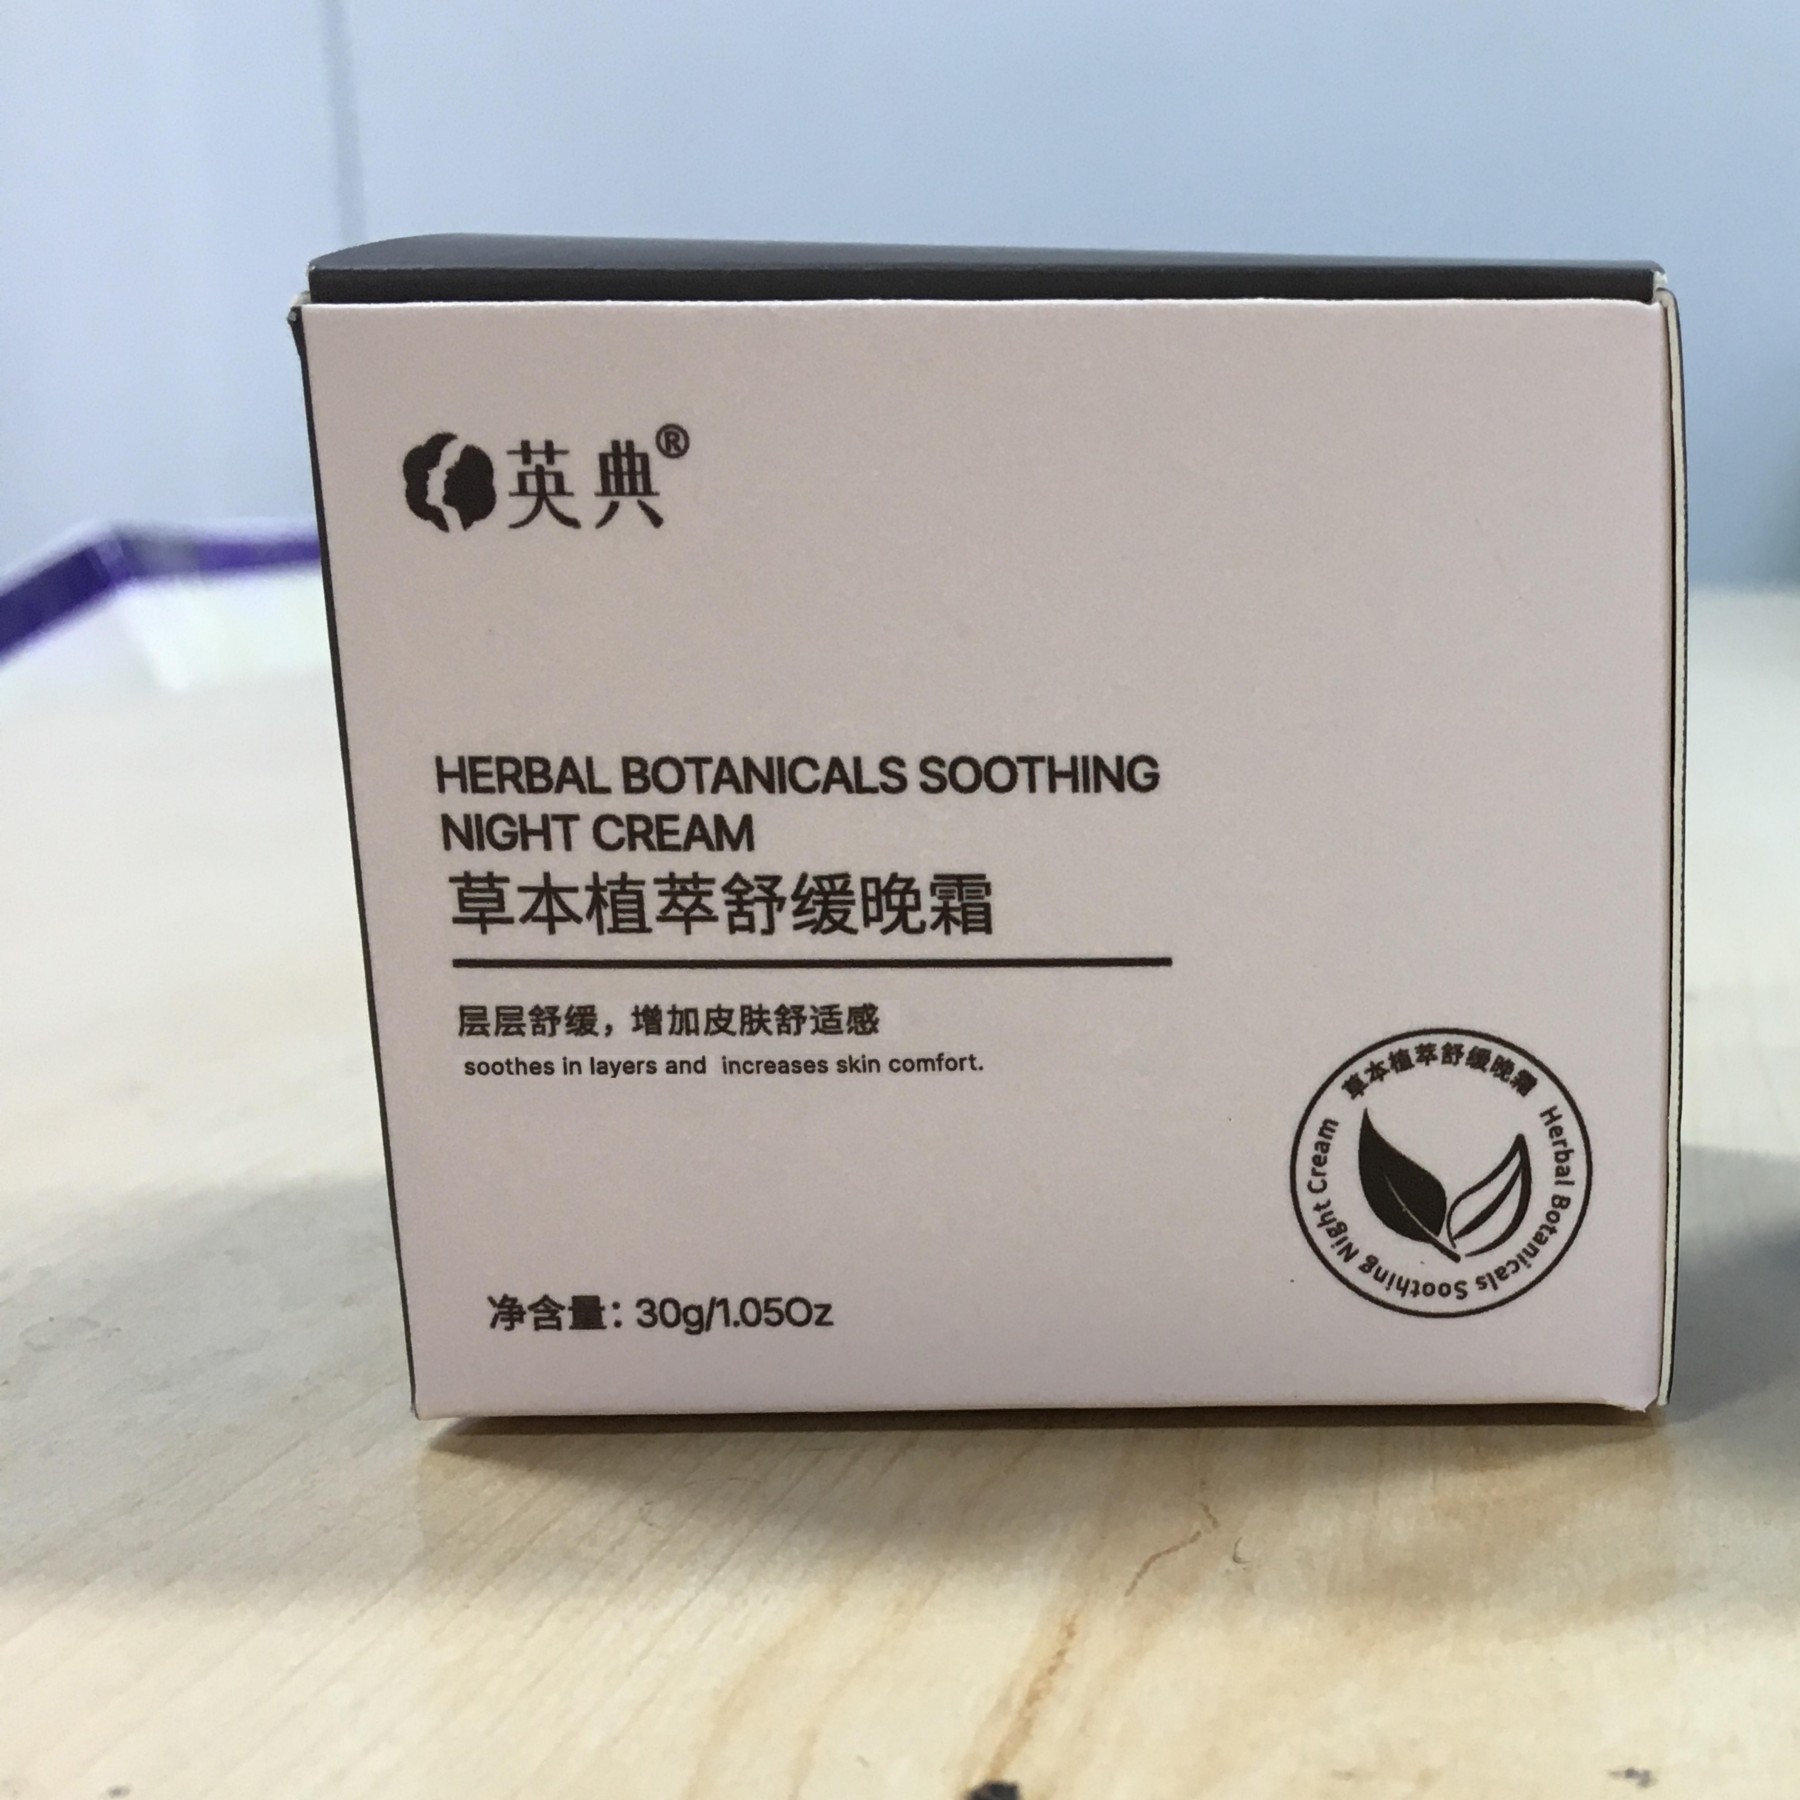 英典®
HERBAL BOTANICALS SOOTHING
NIGHT CREAM
草本植萃舒缓晚霜
层层舒缓，增加皮肤舒适感
soothes in layers and increases skin comfort.
草本植萃舒缓晚霜 Herbal Botanicals Soothing Night Cream
净含量：30g/1.05Oz